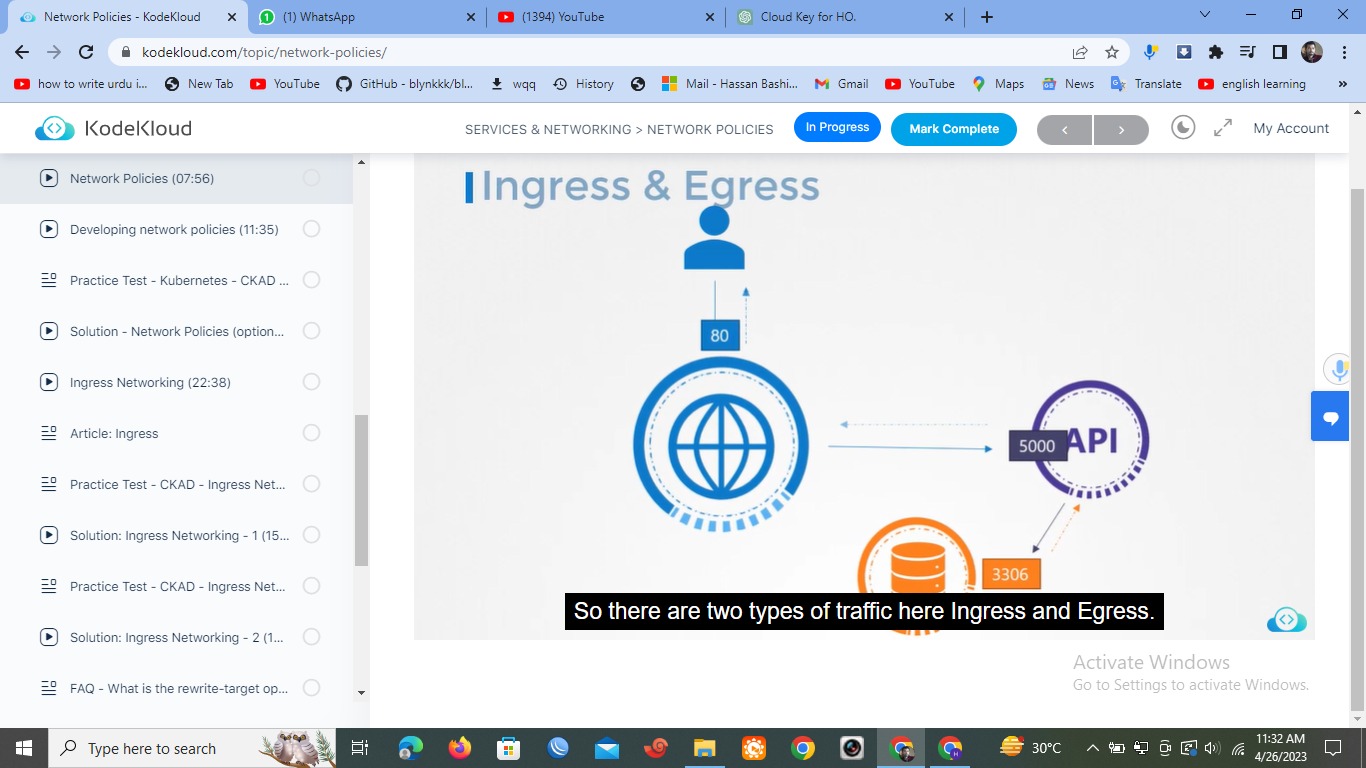 Network Policies - KodeKloud
(1) WhatsApp
(1394) YouTube
Cloud Key for HO.
kodekloud.com/topic/network-policies/
how to write urdu i...
New Tab
YouTube
GitHub - blynkkk/bl...
wqq
History
Mail - Hassan Bashi...
Gmail
YouTube
Maps
News
Translate
english learning
»
KodeKloud
SERVICES & NETWORKING > NETWORK POLICIES
In Progress
Mark Complete
<
>
My Account
Network Policies (07:56)
Developing network policies (11:35)
Practice Test - Kubernetes - CKAD ...
Solution - Network Policies (option...
Ingress Networking (22:38)
Article: Ingress
Practice Test - CKAD - Ingress Net...
Solution: Ingress Networking - 1 (15...
Practice Test - CKAD - Ingress Net...
Solution: Ingress Networking - 2 (1...
FAQ - What is the rewrite-target op...
Ingress & Egress
80
5000
API
3306
So there are two types of traffic here Ingress and Egress.
Activate Windows
Go to Settings to activate Windows.
Type here to search
30°C
11:32 AM
4/26/2023